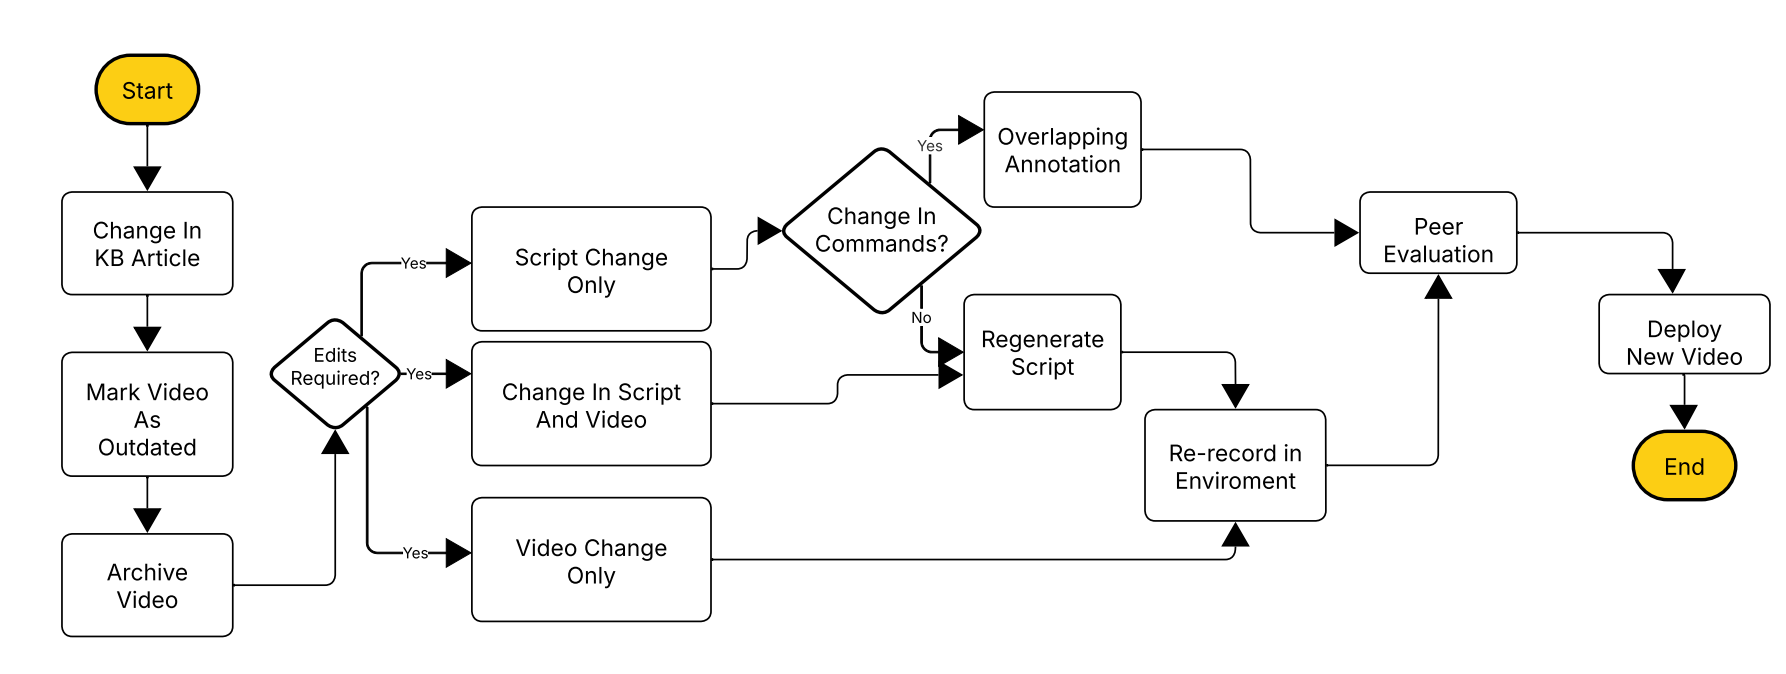 Start
Change In
KB Article
Mark Video
As
Outdated
Archive
Video
Edits
Required?
Yes
Script Change
Only
Yes
Change In Script
And Video
Yes
Video Change
Only
Change In
Commands?
Yes
Overlapping
Annotation
No
Regenerate
Script
Re-record in
Enviroment
Peer
Evaluation
Deploy
New Video
End